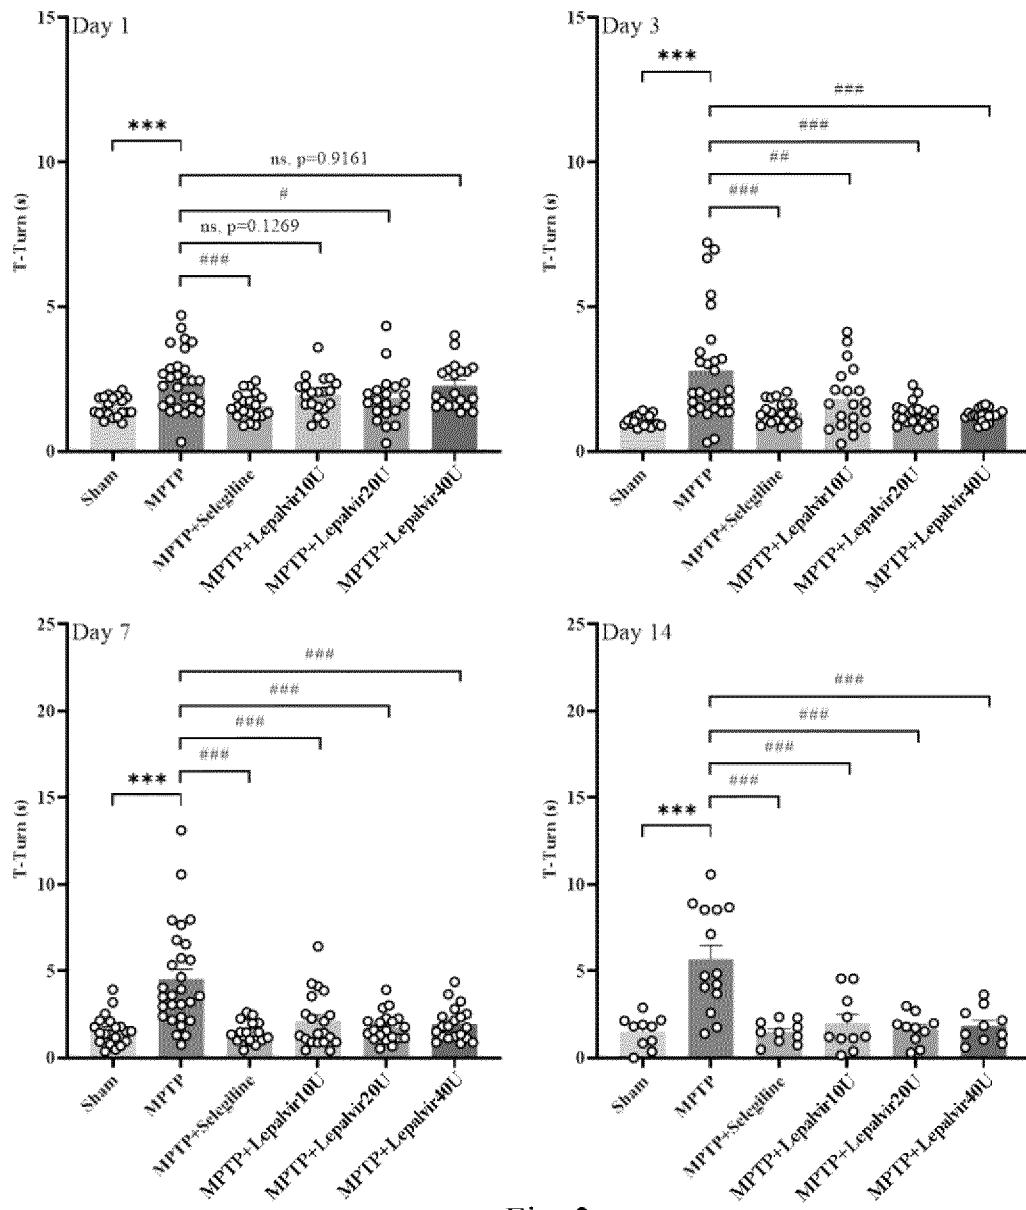 Day 1
15
10
5
0
T-Turn (s)
***
ns, p=0.9161
#
ns, p=0.1269
###
Sham
MPTP
MPTP+Selegiline
MPTP+Lepalvir10U
MPTP+Lepalvir20U
MPTP+Lepalvir40U
Day 3
15
10
5
0
T-Turn (s)
***
###
###
##
###
Sham
MPTP
MPTP+Selegiline
MPTP+Lepalvir10U
MPTP+Lepalvir20U
MPTP+Lepalvir40U
Day 7
25
20
15
10
5
0
T-Turn (s)
###
###
###
###
***
Sham
MPTP
MPTP+Selegiline
MPTP+Lepalvir10U
MPTP+Lepalvir20U
MPTP+Lepalvir40U
Day 14
25
20
15
10
5
0
T-Turn (s)
###
###
###
###
***
Sham
MPTP
MPTP+Selegiline
MPTP+Lepalvir10U
MPTP+Lepalvir20U
MPTP+Lepalvir40U